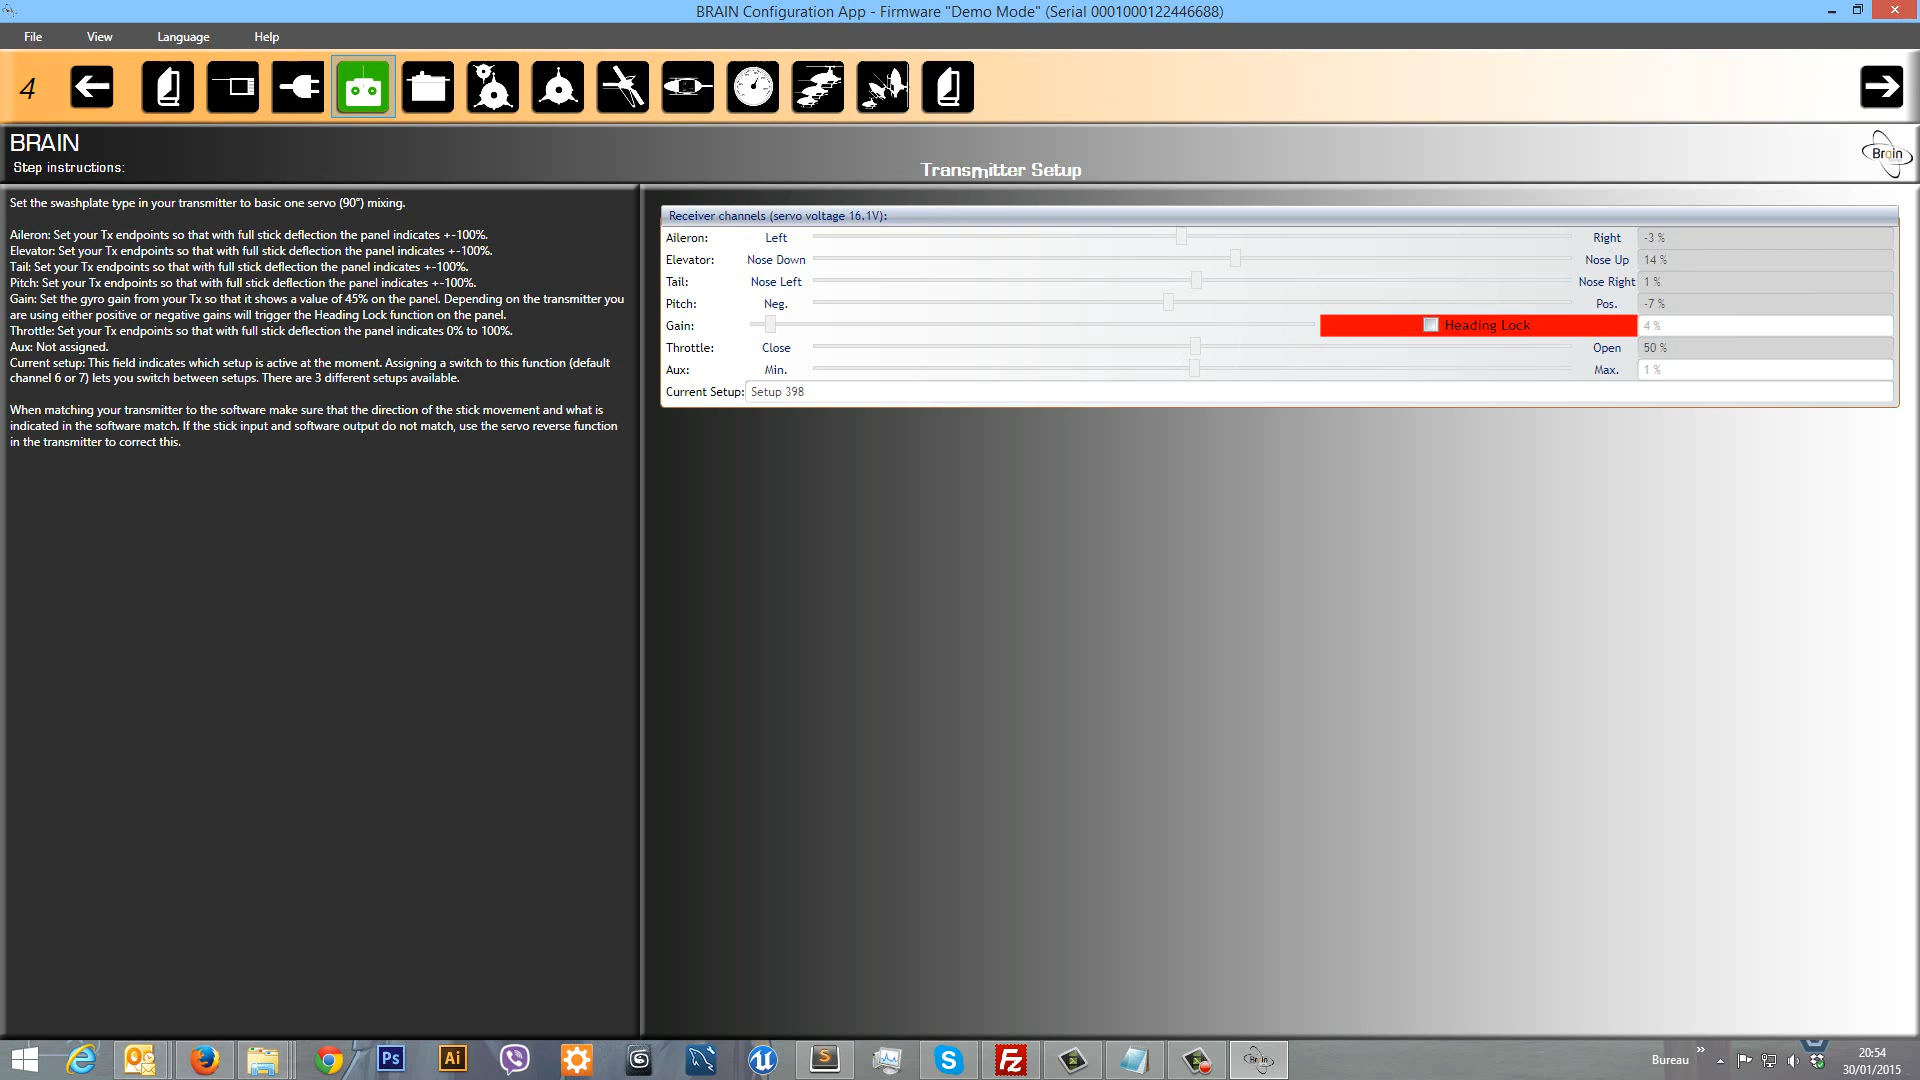 BRAIN Configuration App - Firmware "Demo Mode" (Serial 0001000122446688)
File View Language Help
4
BRAIN
Step instructions:
Transmitter Setup
Brain
Set the swashplate type in your transmitter to basic one servo (90°) mixing.
Aileron: Set your Tx endpoints so that with full stick deflection the panel indicates +-100%.
Elevator: Set your Tx endpoints so that with full stick deflection the panel indicates +-100%.
Tail: Set your Tx endpoints so that with full stick deflection the panel indicates +-100%.
Pitch: Set your Tx endpoints so that with full stick deflection the panel indicates +-100%.
Gain: Set the gyro gain from your Tx so that it shows a value of 45% on the panel. Depending on the transmitter you
are using either positive or negative gains will trigger the Heading Lock function on the panel.
Throttle: Set your Tx endpoints so that with full stick deflection the panel indicates 0% to 100%.
Aux: Not assigned.
Current setup: This field indicates which setup is active at the moment. Assigning a switch to this function (default
channel 6 or 7) lets you switch between setups. There are 3 different setups available.
When matching your transmitter to the software make sure that the direction of the stick movement and what is
indicated in the software match. If the stick input and software output do not match, use the servo reverse function
in the transmitter to correct this.
Receiver channels (servo voltage 16.1V):
Aileron: Left Right -3 %
Elevator: Nose Down Nose Up 14 %
Tail: Nose Left Nose Right 1 %
Pitch: Neg. Pos. -7 %
Gain: Heading Lock 4 %
Throttle: Close Open 50 %
Aux: Min. Max. 1 %
Current Setup: Setup 398
Ps Ai S S Fz Brain
Bureau
20:54
30/01/2015